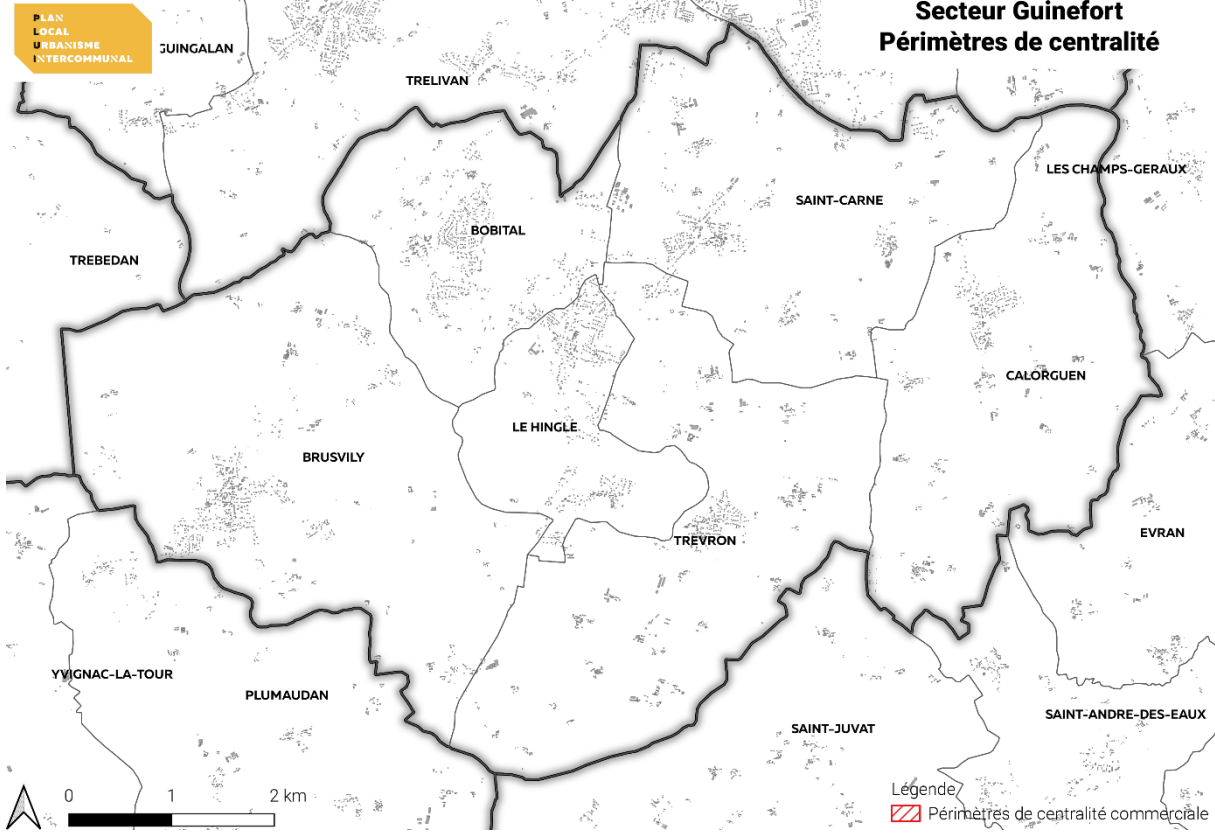 PLAN
LOCAL
URBANISME
INTERCOMMUNAL
Secteur Guinefort
Périmètres de centralité
GUINGALAN
TRELIVAN
LES CHAMPS-GERAUX
SAINT-CARNE
BOBITAL
TREBEDAN
CALORGUEN
LE HINGLE
BRUSVILY
EVRAN
TREVRON
YVIGNAC-LA-TOUR
PLUMAUDAN
SAINT-ANDRE-DES-EAUX
SAINT-JUVAT
0 1 2 km
Légende
Périmètres de centralité commerciale